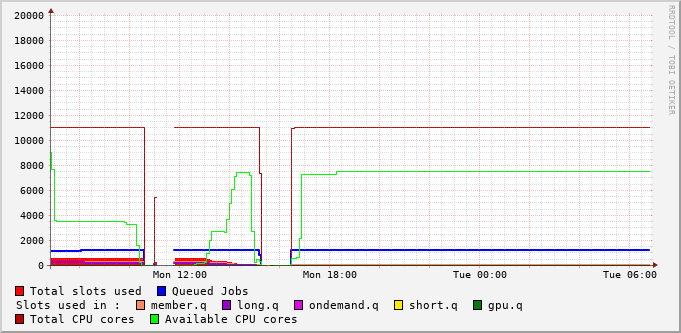 RRDTOOL / TOBI OETIKER
20000
18000
16000
14000
12000
10000
8000
6000
4000
2000
0
Mon 12:00 Mon 18:00 Tue 00:00 Tue 06:00
Total slots used Queued Jobs
Slots used in : member.q long.q ondemand.q short.q gpu.q
Total CPU cores Available CPU cores